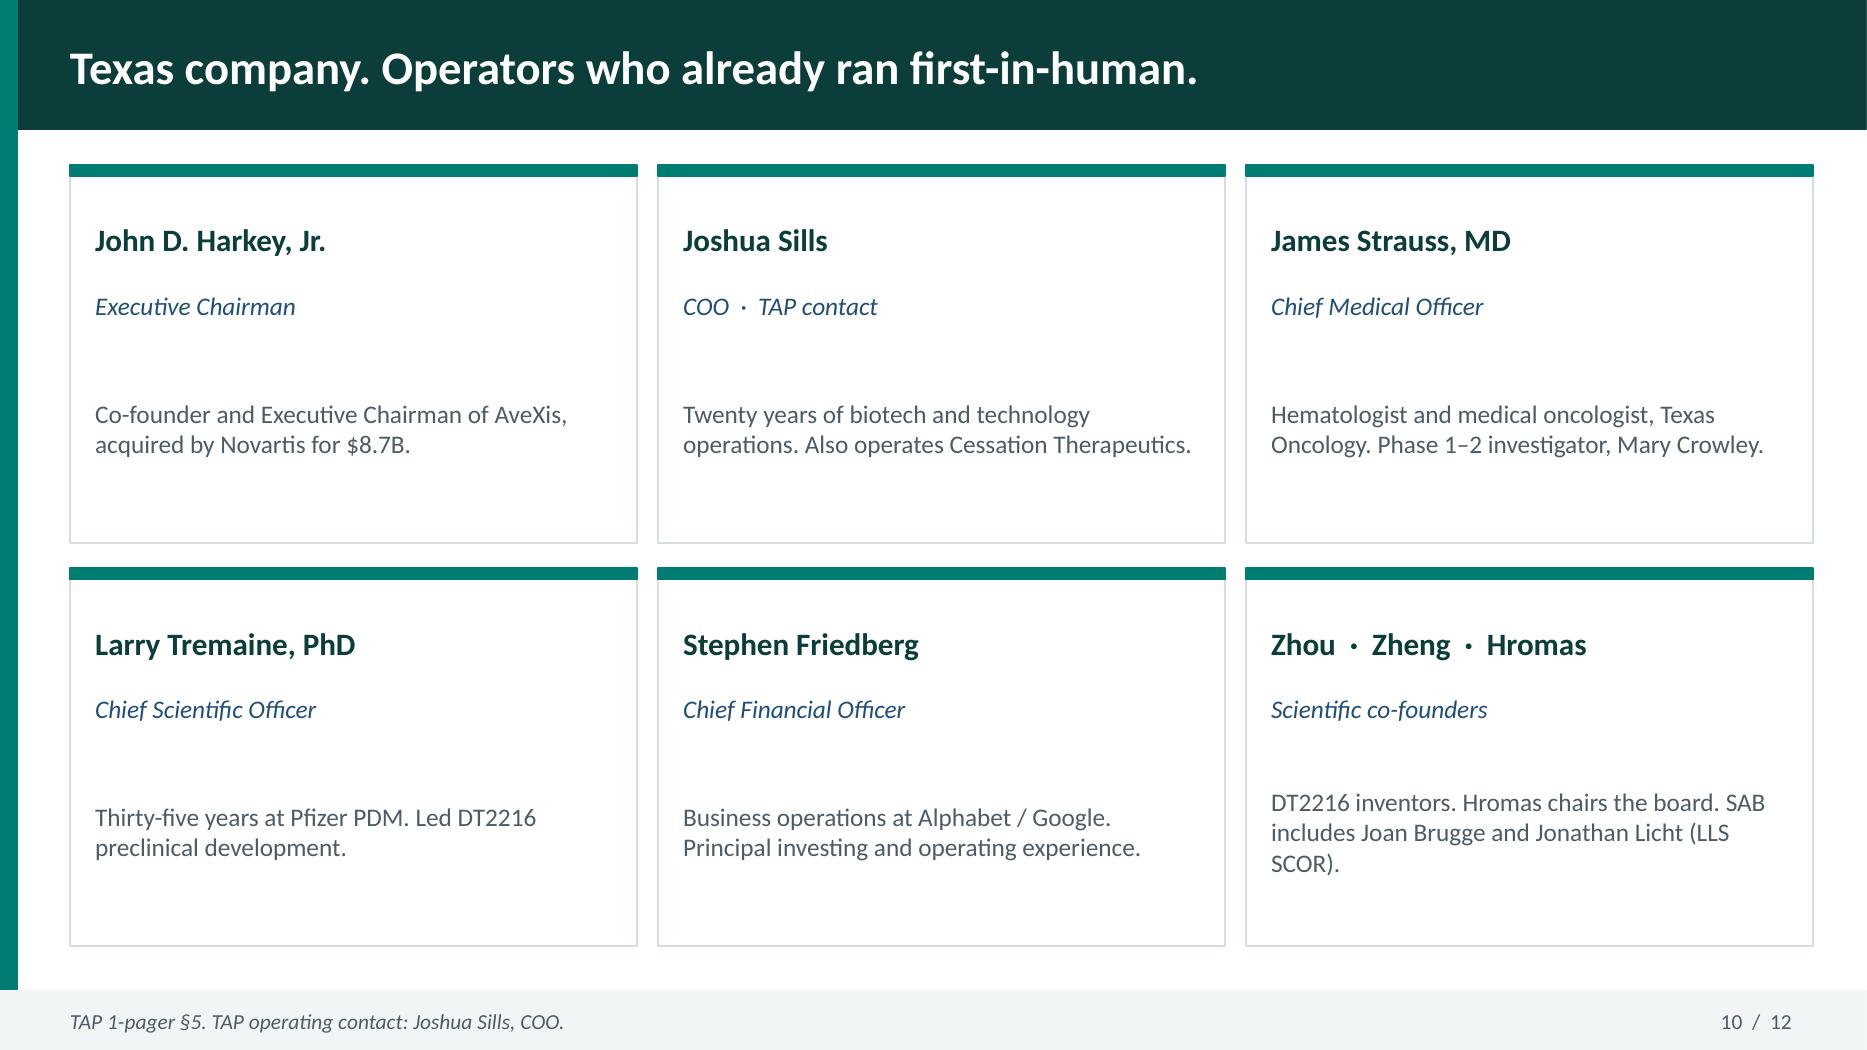 Texas company. Operators who already ran first-in-human.
John D. Harkey, Jr.
Executive Chairman
Co-founder and Executive Chairman of AveXis,
acquired by Novartis for $8.7B.
Joshua Sills
COO · TAP contact
Twenty years of biotech and technology
operations. Also operates Cessation Therapeutics.
James Strauss, MD
Chief Medical Officer
Hematologist and medical oncologist, Texas
Oncology. Phase 1–2 investigator, Mary Crowley.
Larry Tremaine, PhD
Chief Scientific Officer
Thirty-five years at Pfizer PDM. Led DT2216
preclinical development.
Stephen Friedberg
Chief Financial Officer
Business operations at Alphabet / Google.
Principal investing and operating experience.
Zhou · Zheng · Hromas
Scientific co-founders
DT2216 inventors. Hromas chairs the board. SAB
includes Joan Brugge and Jonathan Licht (LLS
SCOR).
TAP 1-pager §5. TAP operating contact: Joshua Sills, COO.
10 / 12